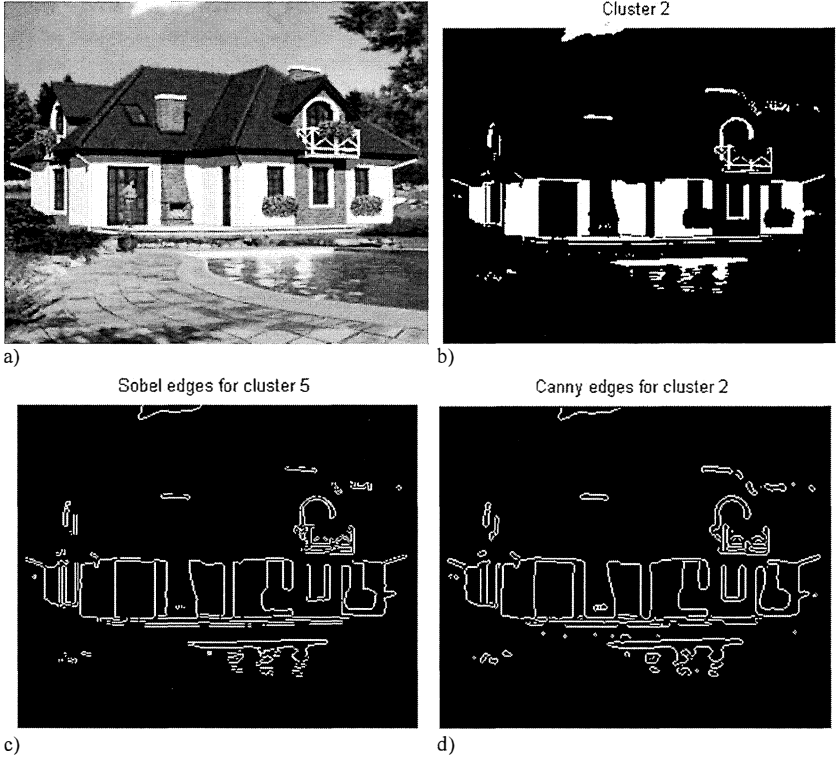 Cluster 2
a)
b)
Sobel edges for cluster 5
Canny edges for cluster 2
c)
d)